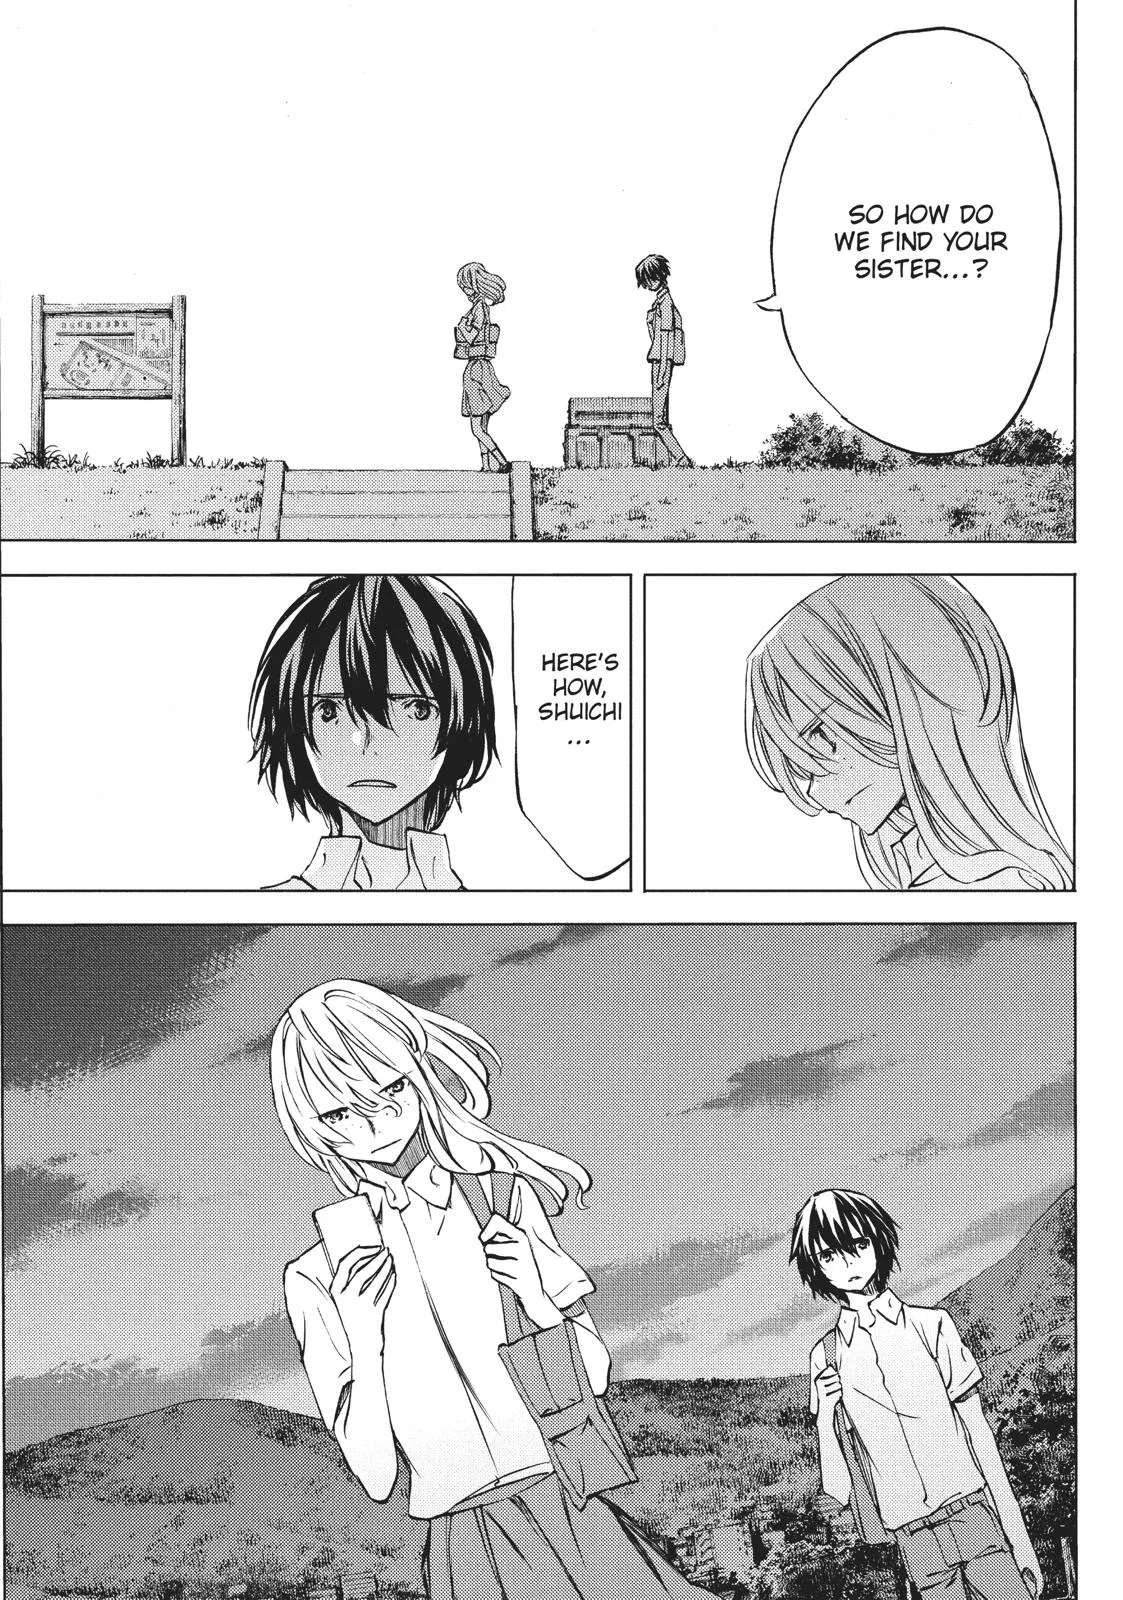 SO HOW DO
WE FIND YOUR
SISTER...?
HERE'S
HOW,
SHUICHI
...